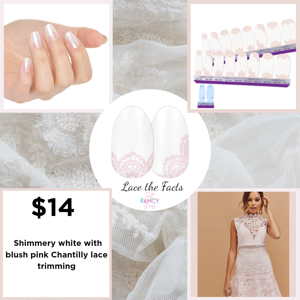 Lace the Facts
FANCY
$14
Shimmery white with
blush pink Chantilly lace
trimming